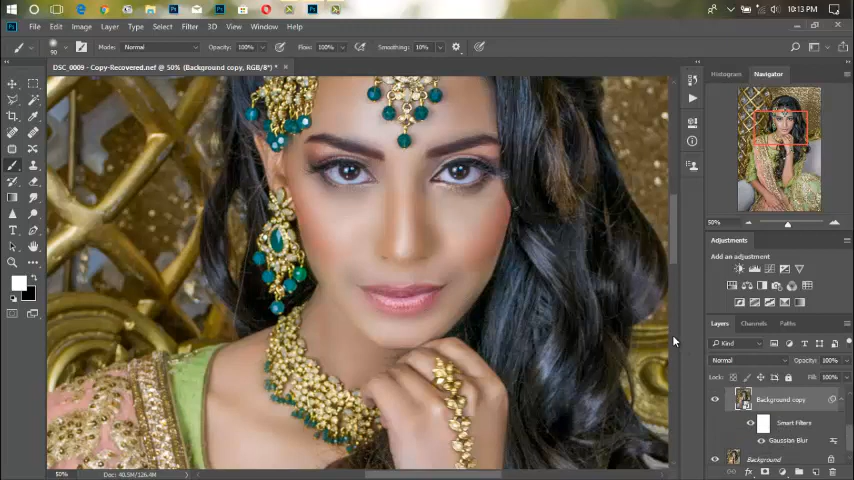 10:13 PM
File Edit Image Layer Type Select Filter 3D View Window Help
90 Mode: Normal Opacity: 100% Flow: 100% Smoothing: 10%
DSC_0009 - Copy-Recovered.nef @ 50% (Background copy, RGB/8*) * ×
Histogram Navigator
50%
Adjustments
Add an adjustment
Layers Channels Paths
Kind
Normal Opacity: 100%
Lock: Fill: 100%
Background copy
Smart Filters
Gaussian Blur
Background
50% Doc: 40.5M/126.4M
fx